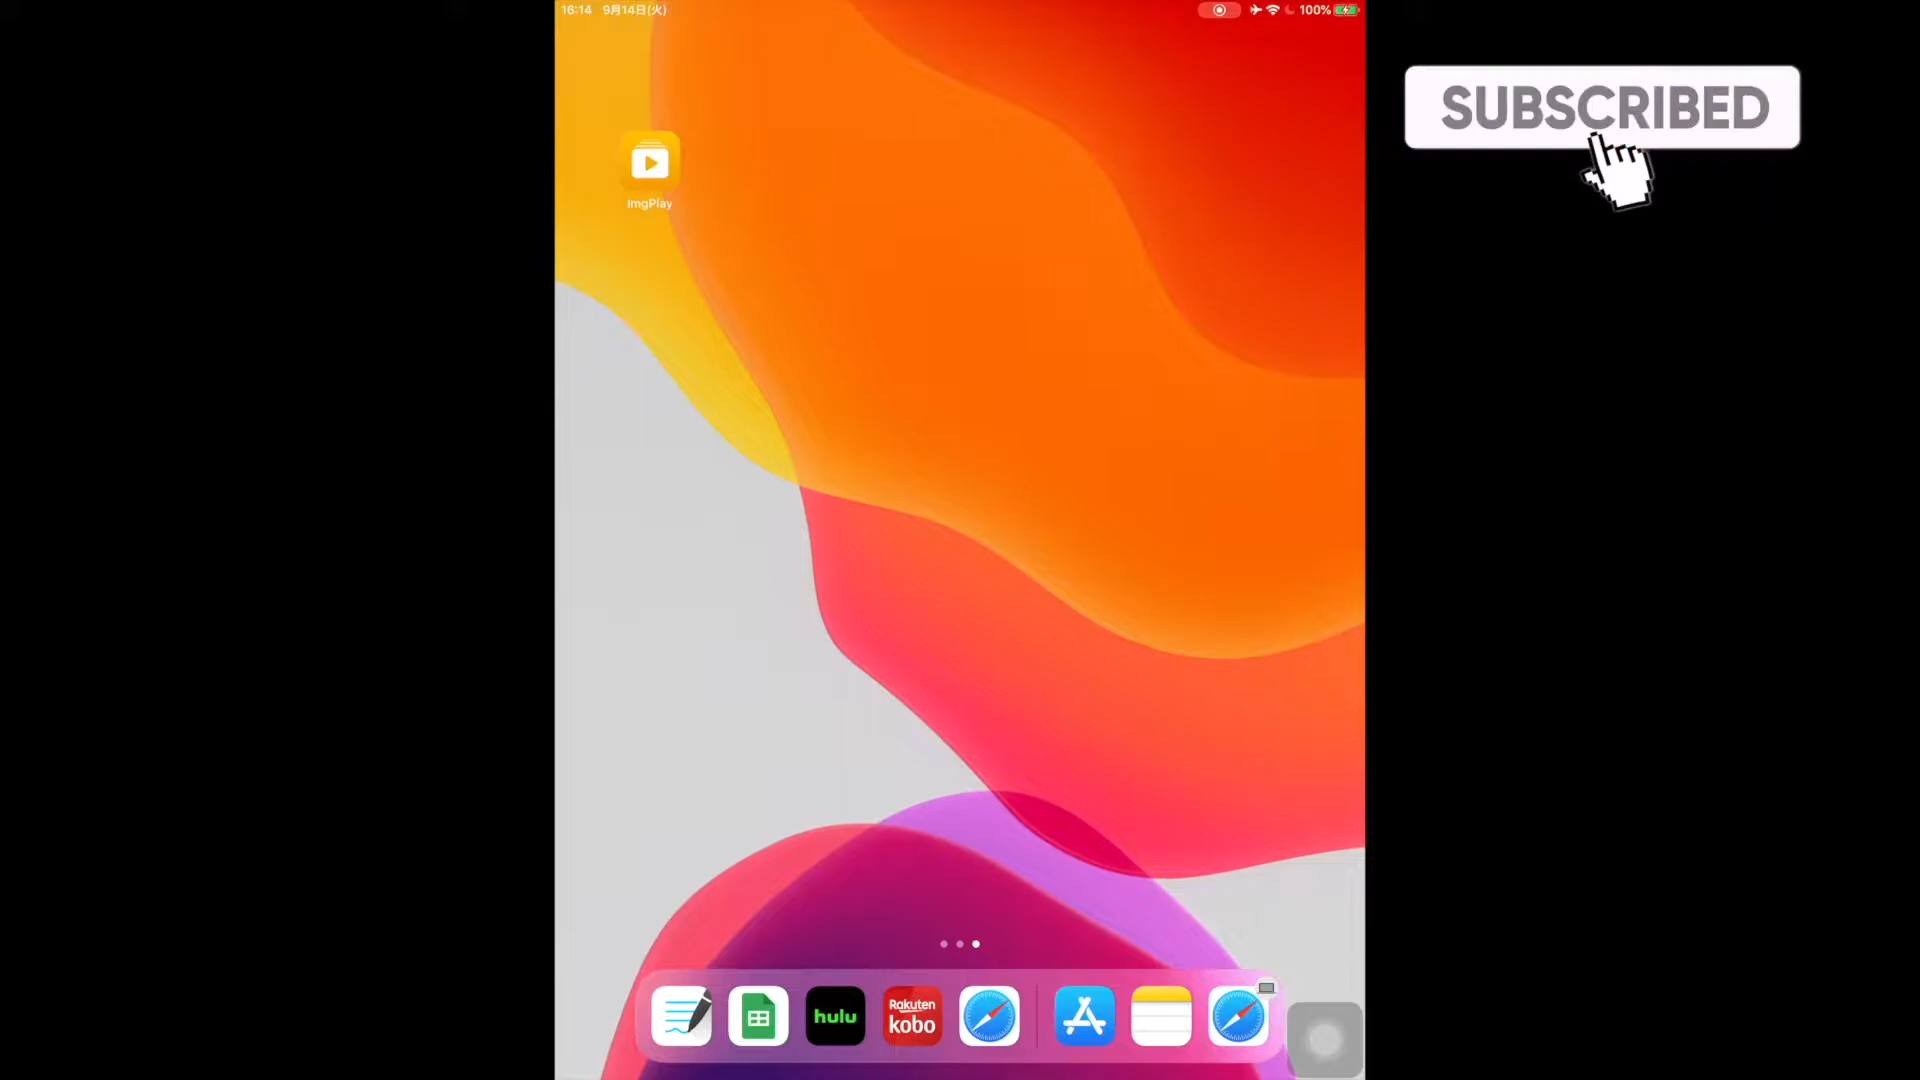 16:14 9月14日(火)
100%
SUBSCRIBED
ImgPlay
hulu
Rakuten
kobo